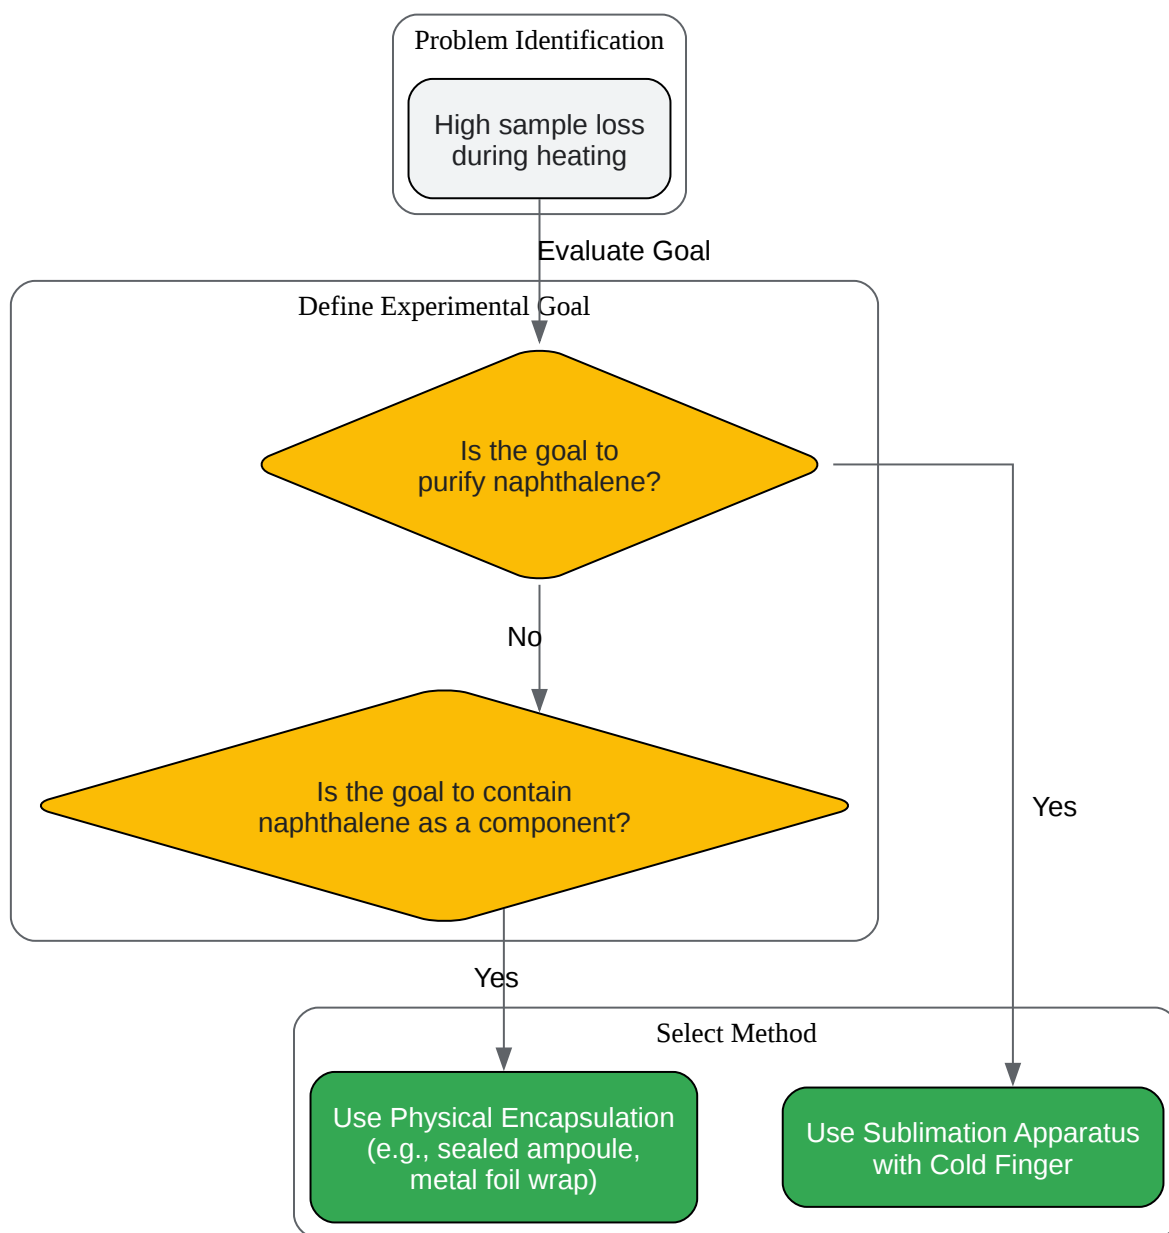 Problem Identification
High sample loss
during heating
Evaluate Goal
Define Experimental Goal
Is the goal to
purify naphthalene?
No
Is the goal to contain
naphthalene as a component?
Yes
Yes
Select Method
Use Physical Encapsulation
(e.g., sealed ampoule,
metal foil wrap)
Use Sublimation Apparatus
with Cold Finger